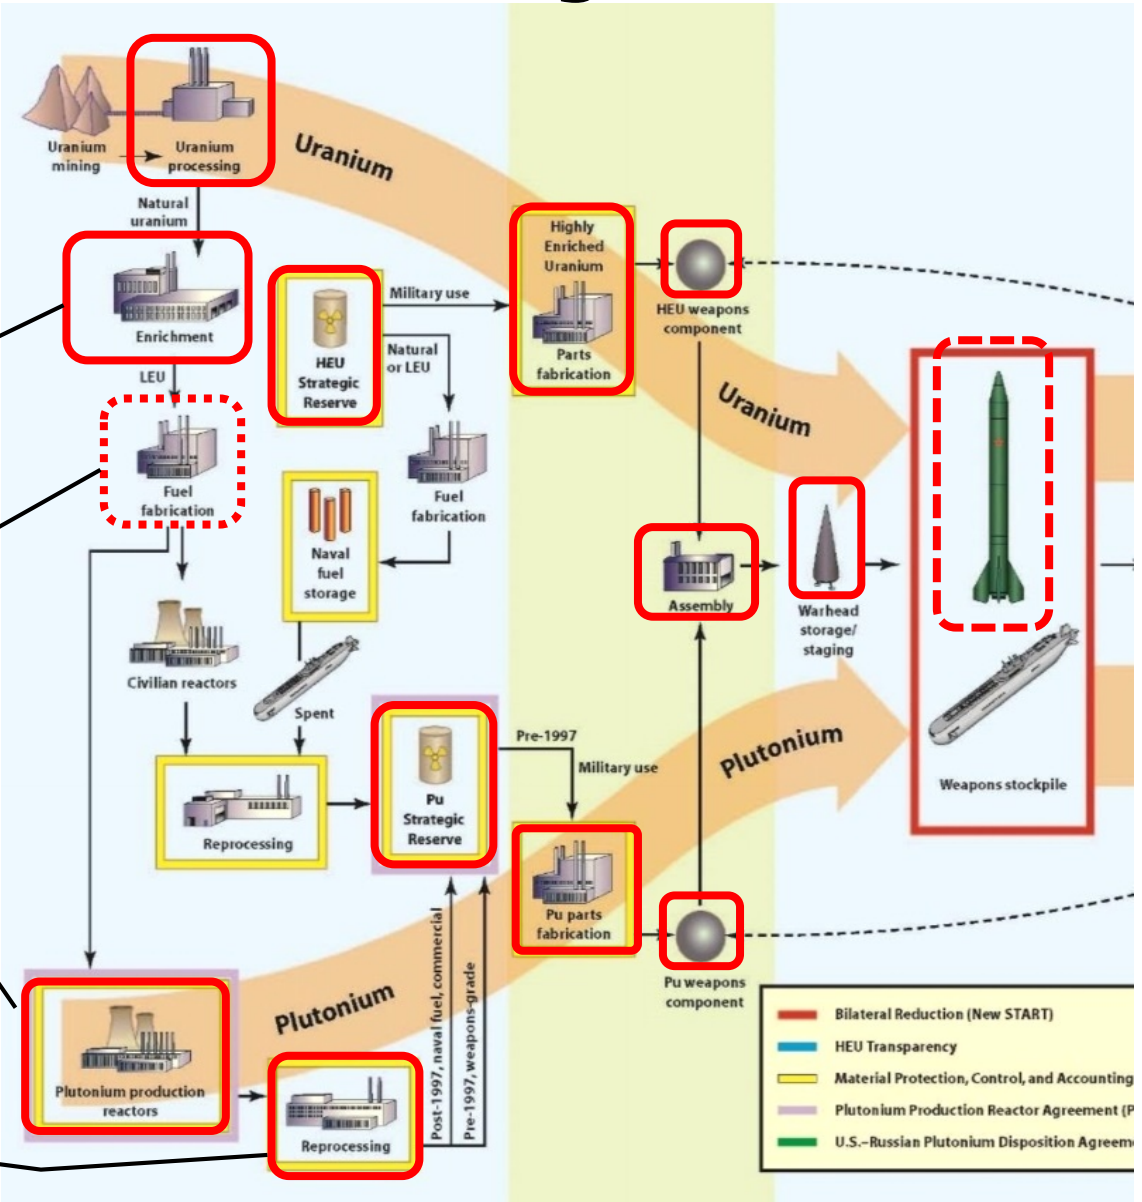 Uranium
mining
Uranium
processing
Uranium
Natural
uranium
Enrichment
LEU
Fuel
fabrication
HEU
Strategic
Reserve
Military use
Natural
or LEU
Fuel
fabrication
Naval
fuel
storage
Highly
Enriched
Uranium
Parts
fabrication
HEU weapons
component
Uranium
Assembly
Warhead
storage/
staging
Weapons stockpile
Civilian reactors
Spent
Reprocessing
Pu
Strategic
Reserve
Pre-1997
Military use
Plutonium
Pu parts
fabrication
Pu weapons
component
Plutonium
Plutonium production
reactors
Reprocessing
Post-1997, naval fuel, commercial
Pre-1997, weapons-grade
Bilateral Reduction (New START)
HEU Transparency
Material Protection, Control, and Accounting
Plutonium Production Reactor Agreement (P
U.S.–Russian Plutonium Disposition Agreeme